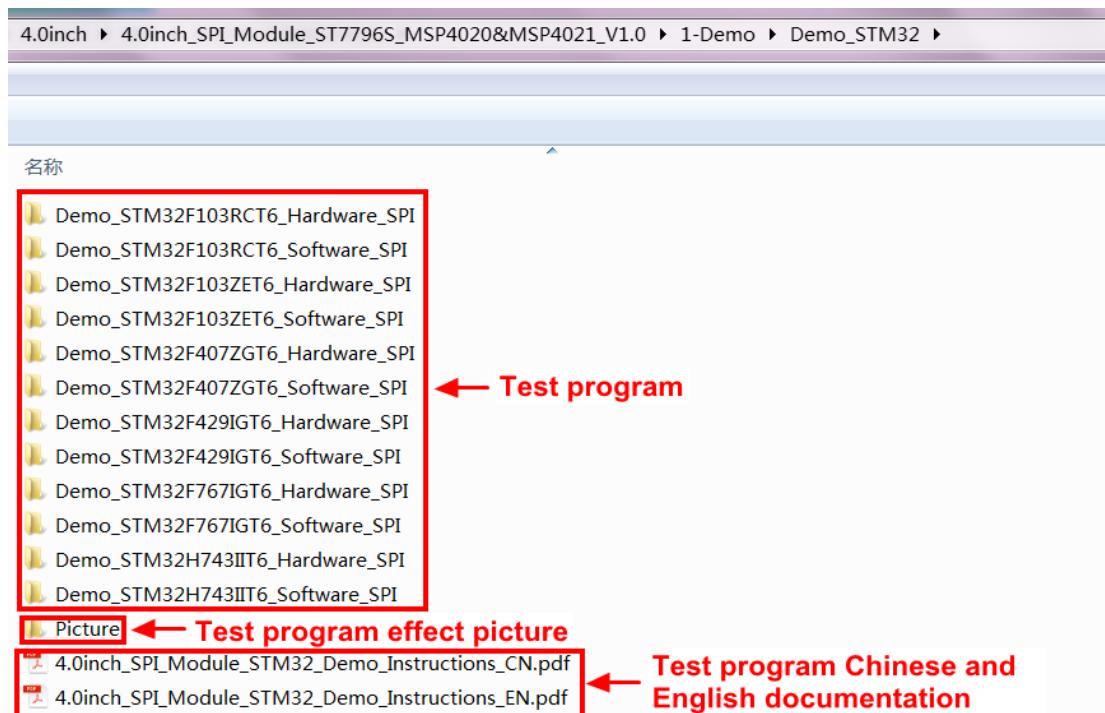 4.0inch ▸ 4.0inch_SPI_Module_ST7796S_MSP4020&MSP4021_V1.0 ▸ 1-Demo ▸ Demo_STM32 ▸
名称
Demo_STM32F103RCT6_Hardware_SPI
Demo_STM32F103RCT6_Software_SPI
Demo_STM32F103ZET6_Hardware_SPI
Demo_STM32F103ZET6_Software_SPI
Demo_STM32F407ZGT6_Hardware_SPI
Demo_STM32F407ZGT6_Software_SPI
Test program
Demo_STM32F429IGT6_Hardware_SPI
Demo_STM32F429IGT6_Software_SPI
Demo_STM32F767IGT6_Hardware_SPI
Demo_STM32F767IGT6_Software_SPI
Demo_STM32H743IIT6_Hardware_SPI
Demo_STM32H743IIT6_Software_SPI
Picture
Test program effect picture
4.0inch_SPI_Module_STM32_Demo_Instructions_CN.pdf
4.0inch_SPI_Module_STM32_Demo_Instructions_EN.pdf
Test program Chinese and
English documentation